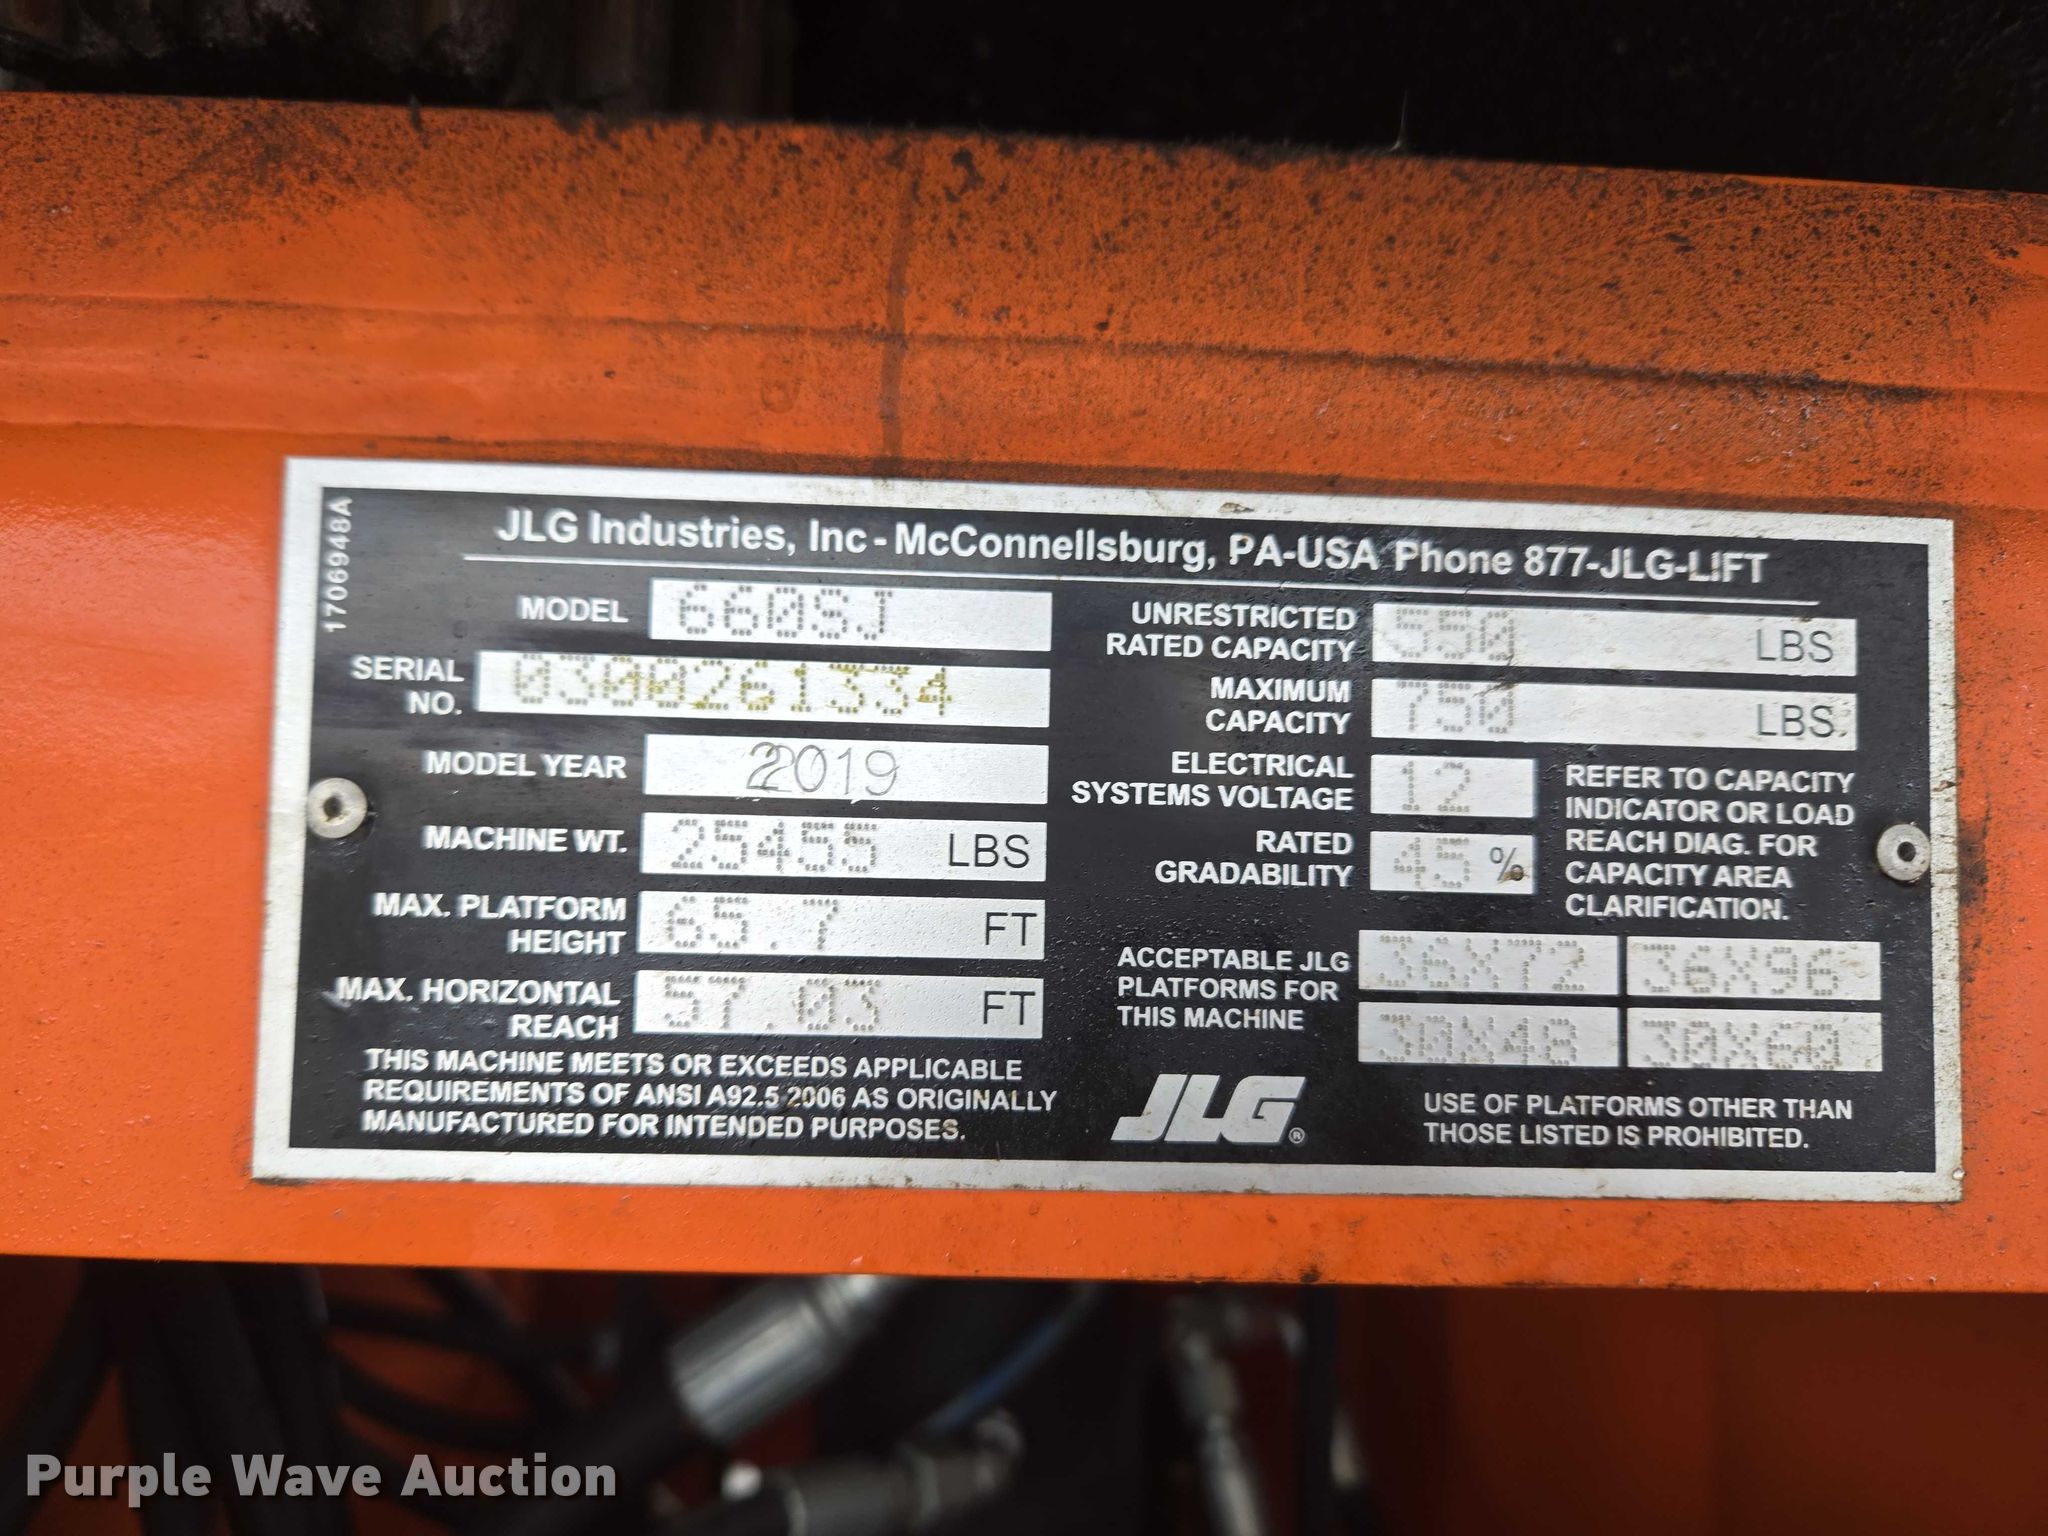 1706948A
JLG Industries, Inc - McConnellsburg, PA-USA Phone 877-JLG-LIFT
MODEL 660SJ
SERIAL NO. 0300261334
MODEL YEAR 2019
MACHINE WT. 25455 LBS
MAX. PLATFORM HEIGHT 65.7 FT
MAX. HORIZONTAL REACH 57.03 FT
THIS MACHINE MEETS OR EXCEEDS APPLICABLE
REQUIREMENTS OF ANSI A92.5 2006 AS ORIGINALLY
MANUFACTURED FOR INTENDED PURPOSES.
UNRESTRICTED RATED CAPACITY 550 LBS
MAXIMUM CAPACITY 750 LBS.
ELECTRICAL SYSTEMS VOLTAGE 12
RATED GRADABILITY 45 %
REFER TO CAPACITY
INDICATOR OR LOAD
REACH DIAG. FOR
CAPACITY AREA
CLARIFICATION.
ACCEPTABLE JLG
PLATFORMS FOR
THIS MACHINE
36X72 36X96
30X48 30X60
JLG®
USE OF PLATFORMS OTHER THAN
THOSE LISTED IS PROHIBITED.
Purple Wave Auction